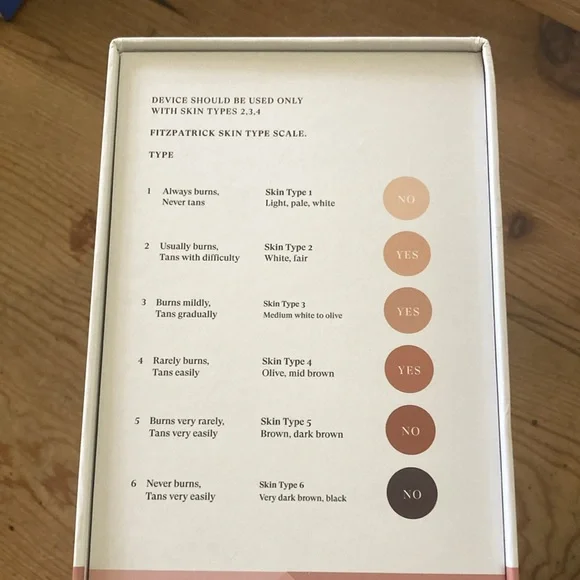 DEVICE SHOULD BE USED ONLY
WITH SKIN TYPES 2,3,4
FITZPATRICK SKIN TYPE SCALE.
TYPE
1 Always burns, Skin Type 1
Never tans Light, pale, white
NO
2 Usually burns, Skin Type 2
Tans with difficulty White, fair
YES
3 Burns mildly, Skin Type 3
Tans gradually Medium white to olive
YES
4 Rarely burns, Skin Type 4
Tans easily Olive, mid brown
YES
5 Burns very rarely, Skin Type 5
Tans very easily Brown, dark brown
NO
6 Never burns, Skin Type 6
Tans very easily Very dark brown, black
NO